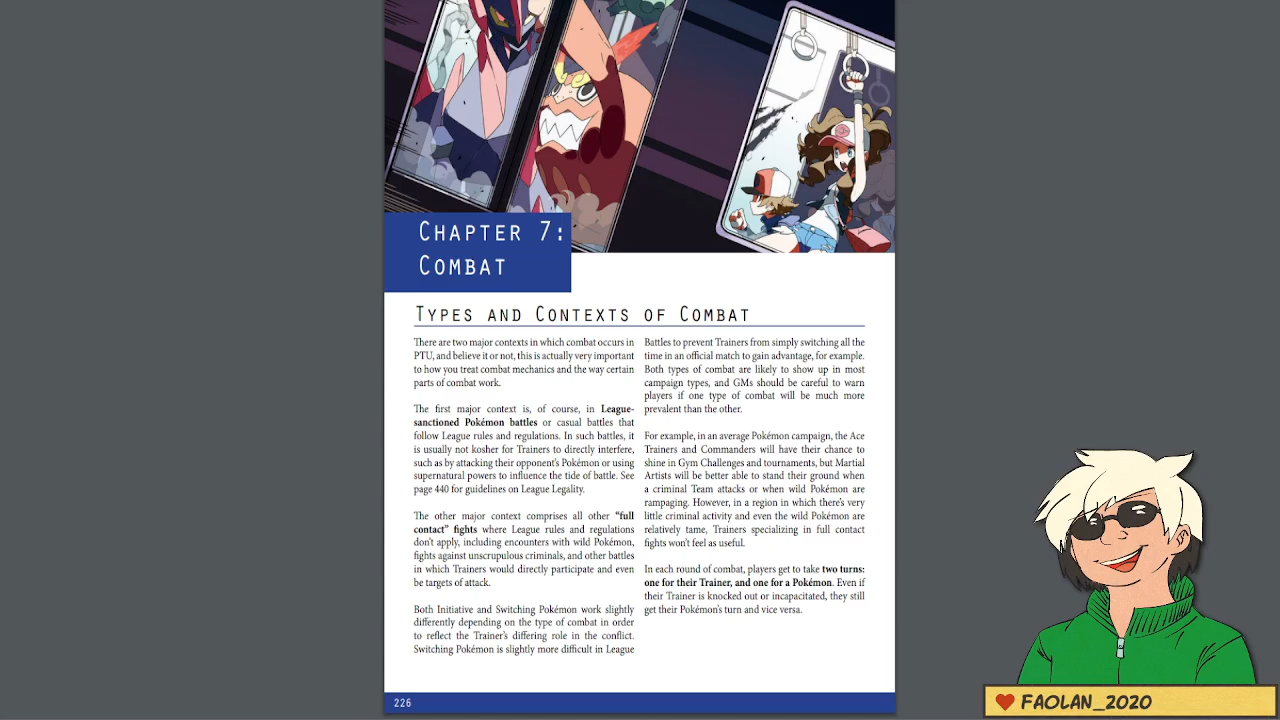 Chapter 7:
Combat
Types and Contexts of Combat
There are two major contexts in which combat occurs in
PTU, and believe it or not, this is actually very important
to how you treat combat mechanics and the way certain
parts of combat work.
The first major context is, of course, in League-
sanctioned Pokémon battles or casual battles that
follow League rules and regulations. In such battles, it
is usually not kosher for Trainers to directly interfere,
such as by attacking their opponent's Pokémon or using
supernatural powers to influence the tide of battle. See
page 440 for guidelines on League Legality.
The other major context comprises all other "full
contact" fights where League rules and regulations
don't apply, including encounters with wild Pokémon,
fights against unscrupulous criminals, and other battles
in which Trainers would directly participate and even
be targets of attack.
Both Initiative and Switching Pokémon work slightly
differently depending on the type of combat in order
to reflect the Trainer's differing role in the conflict.
Switching Pokémon is slightly more difficult in League
Battles to prevent Trainers from simply switching all the
time in an official match to gain advantage, for example.
Both types of combat are likely to show up in most
campaign types, and GMs should be careful to warn
players if one type of combat will be much more
prevalent than the other.
For example, in an average Pokémon campaign, the Ace
Trainers and Commanders will have their chance to
shine in Gym Challenges and tournaments, but Martial
Artists will be better able to stand their ground when
a criminal Team attacks or when wild Pokémon are
rampaging. However, in a region in which there's very
little criminal activity and even the wild Pokémon are
relatively tame, Trainers specializing in full contact
fights won't feel as useful.
In each round of combat, players get to take two turns:
one for their Trainer, and one for a Pokémon. Even if
their Trainer is knocked out or incapacitated, they still
get their Pokémon's turn and vice versa.
226
FAOLAN_2020